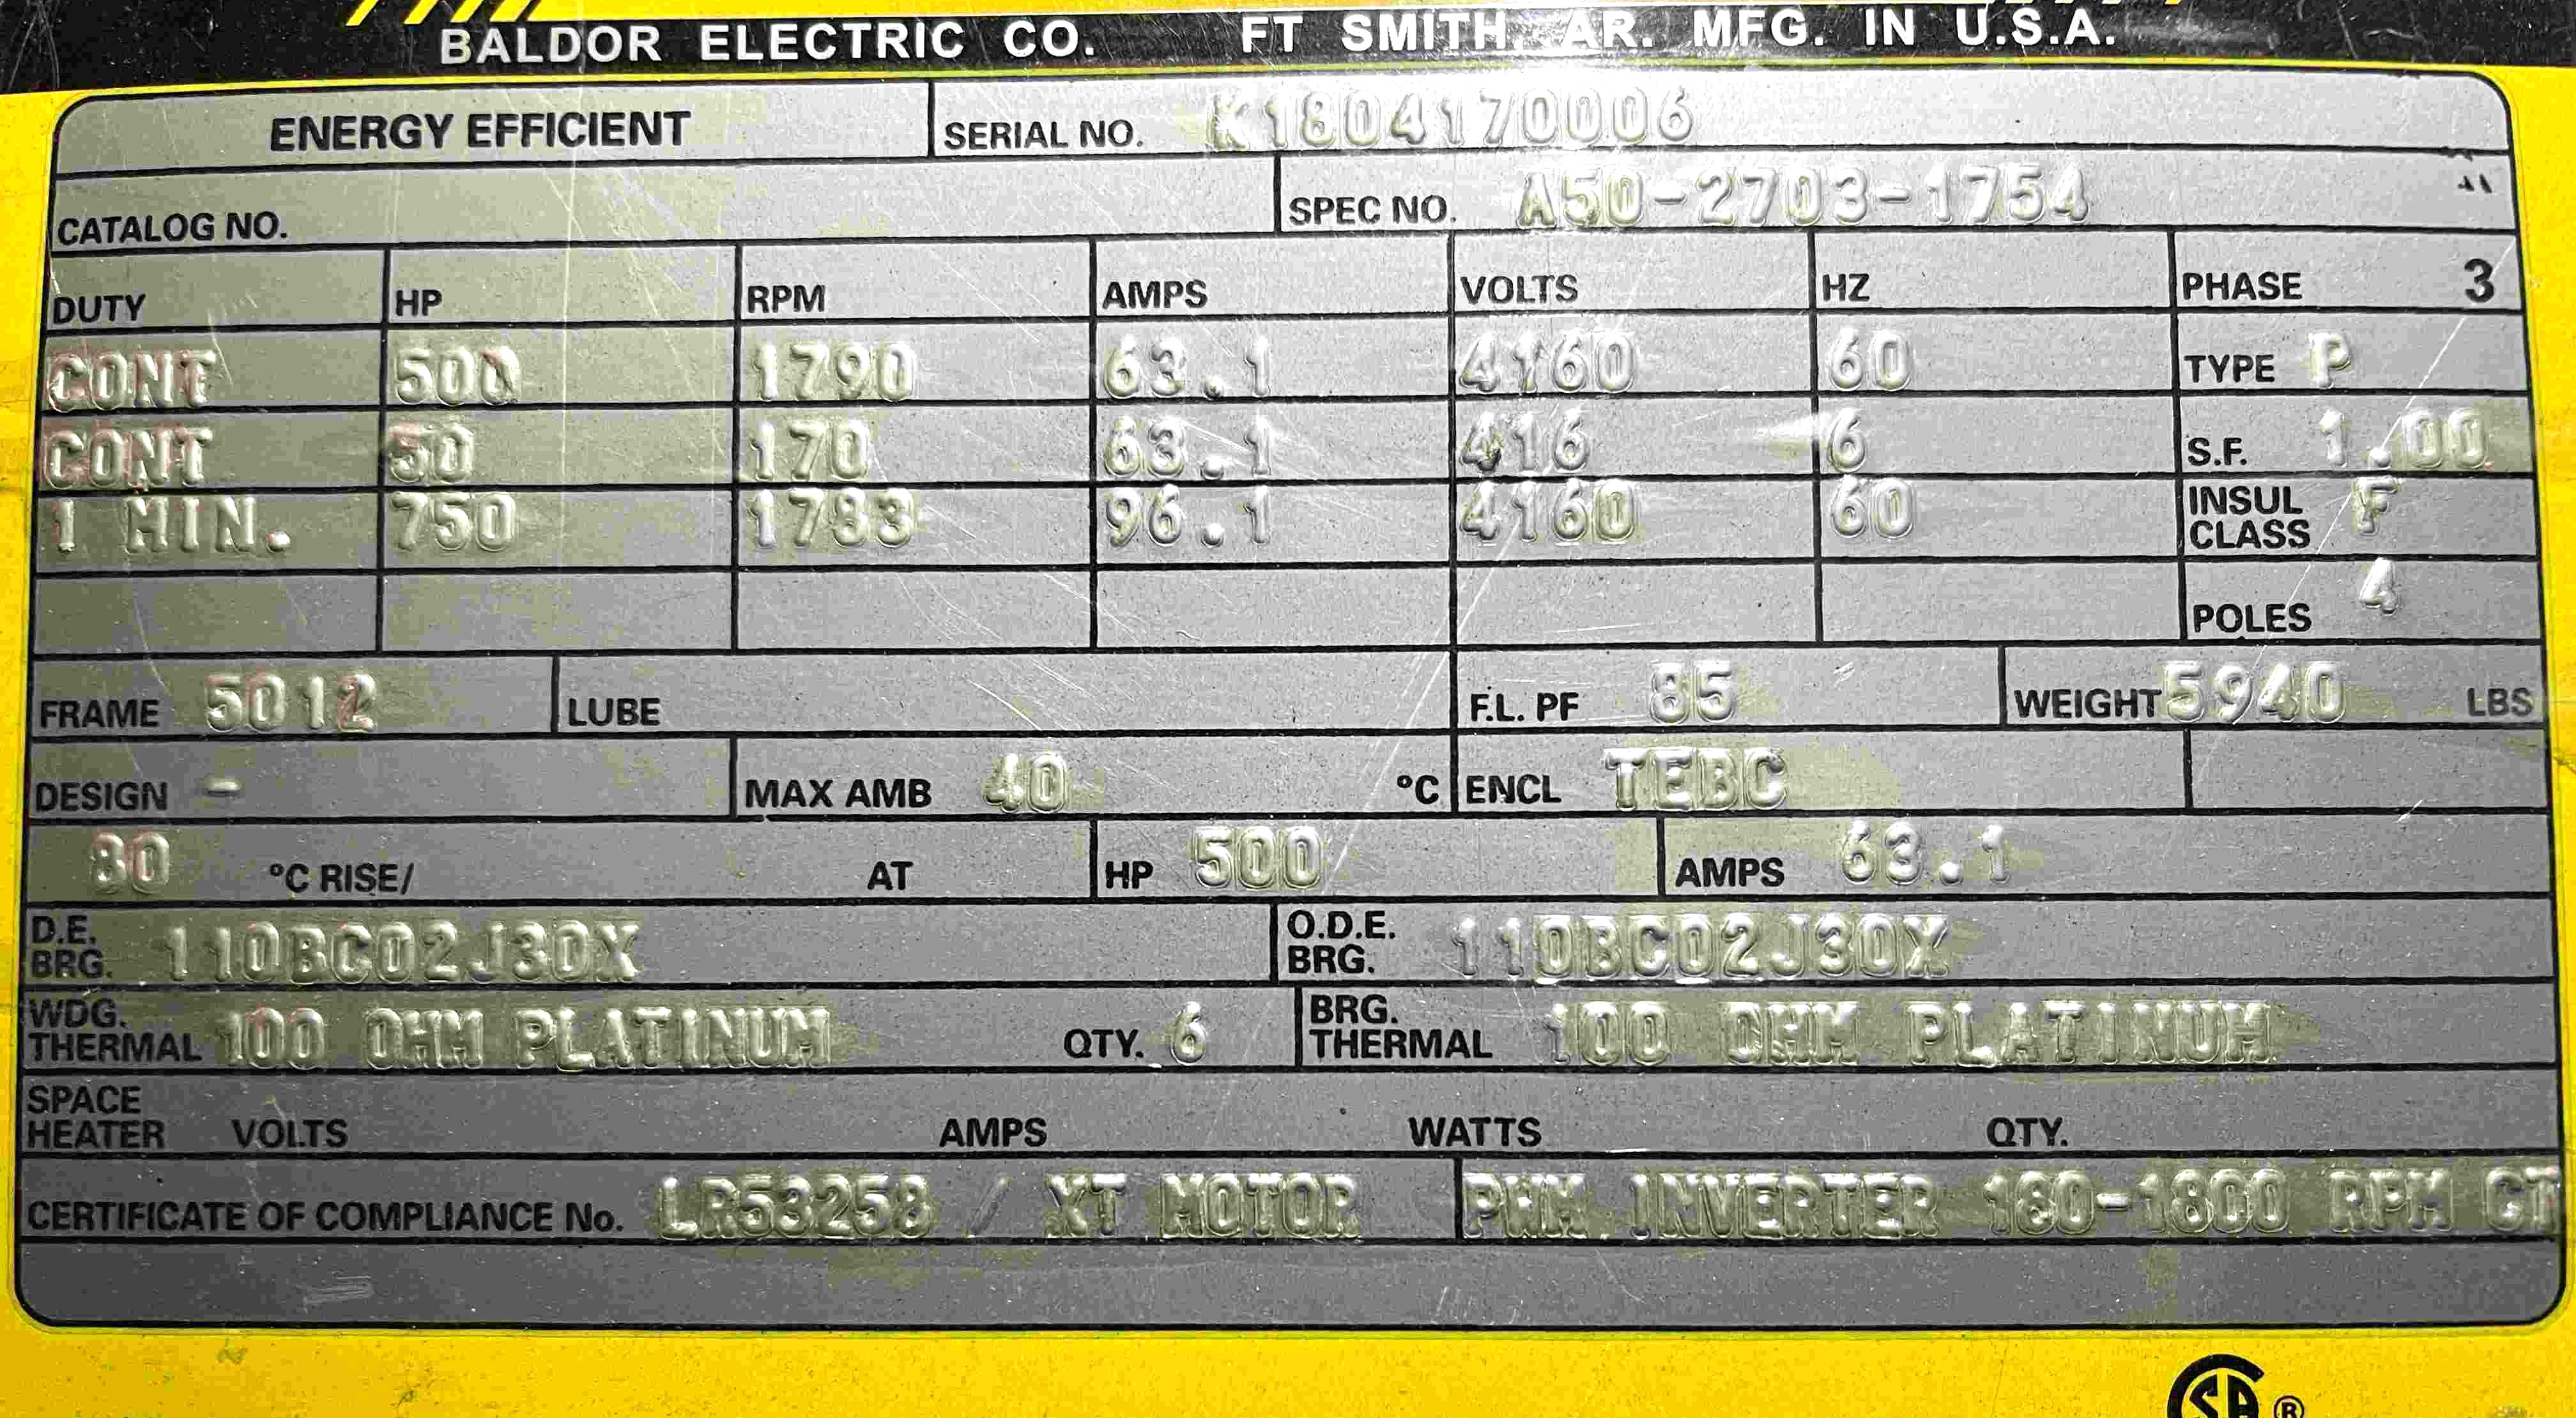 BALDOR ELECTRIC CO. FT SMITH, AR. MFG. IN U.S.A.
ENERGY EFFICIENT SERIAL NO. K1804170006
CATALOG NO. SPEC NO. A50-2703-1754
DUTY HP RPM AMPS VOLTS HZ PHASE 3
CONT 500 1790 63.1 4160 60 TYPE P
CONT 50 170 63.1 416 6 S.F. 1.00
1 MIN. 750 1783 96.1 4160 60 INSUL CLASS F
POLES 4
FRAME 5012 LUBE F.L. PF 85 WEIGHT 5940 LBS
DESIGN - MAX AMB 40 °C ENCL TEBC
80 °C RISE/ AT HP 500 AMPS 63.1
D.E. BRG. 110BC02J30X O.D.E. BRG. 110BC02J30X
WDG. THERMAL 100 OHM PLATINUM QTY. 6 BRG. THERMAL 100 OHM PLATINUM
SPACE HEATER VOLTS AMPS WATTS QTY.
CERTIFICATE OF COMPLIANCE No. LR53258 / XT MOTOR PWM INVERTER 180-1800 RPM CT
SA ®